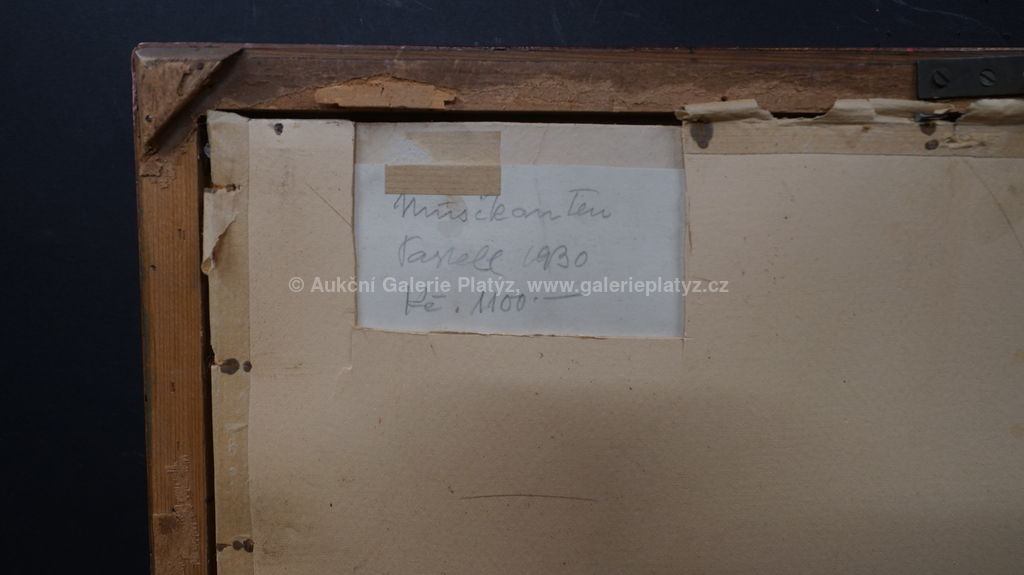 Musikanten
Pastell 1930
© Aukční Galerie Platýz, www.galerieplatyz.cz
Kč. 1100.—